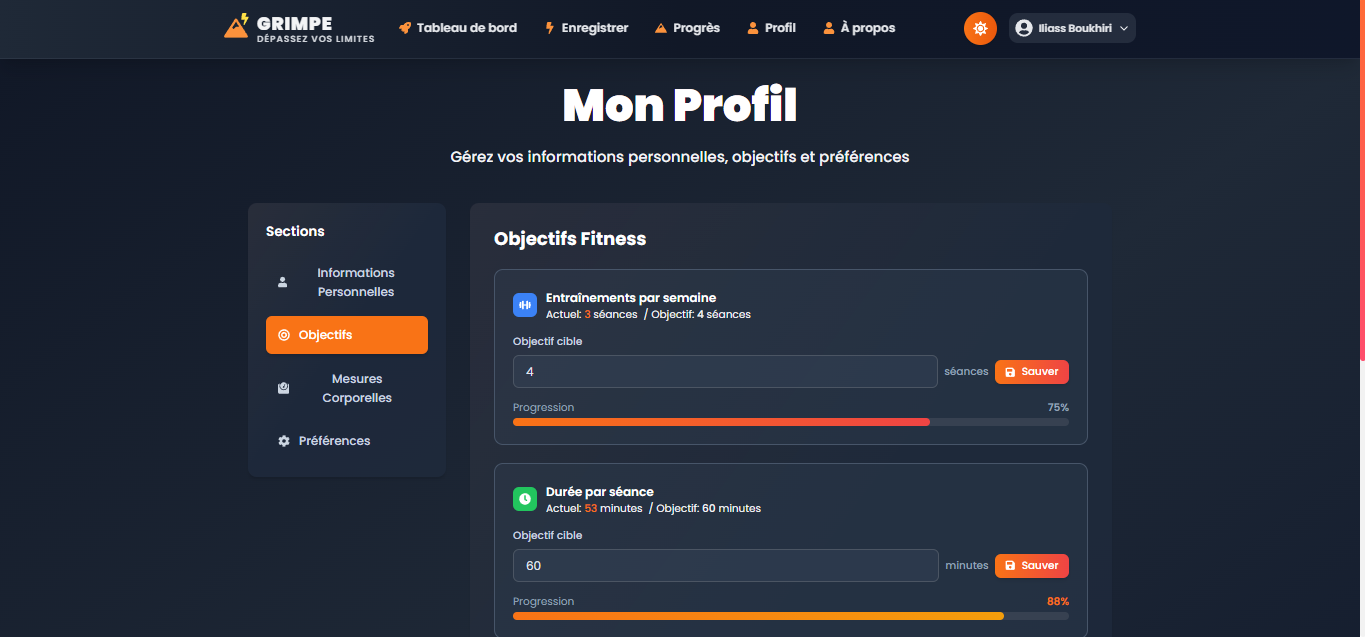 GRIMPE
DÉPASSEZ VOS LIMITES
Tableau de bord
Enregistrer
Progrès
Profil
À propos
Iliass Boukhiri
Mon Profil
Gérez vos informations personnelles, objectifs et préférences
Sections
Informations
Personnelles
Objectifs
Mesures
Corporelles
Préférences
Objectifs Fitness
Entraînements par semaine
Actuel: 3 séances / Objectif: 4 séances
Objectif cible
4 séances Sauver
Progression 75%
Durée par séance
Actuel: 53 minutes / Objectif: 60 minutes
Objectif cible
60 minutes Sauver
Progression 88%